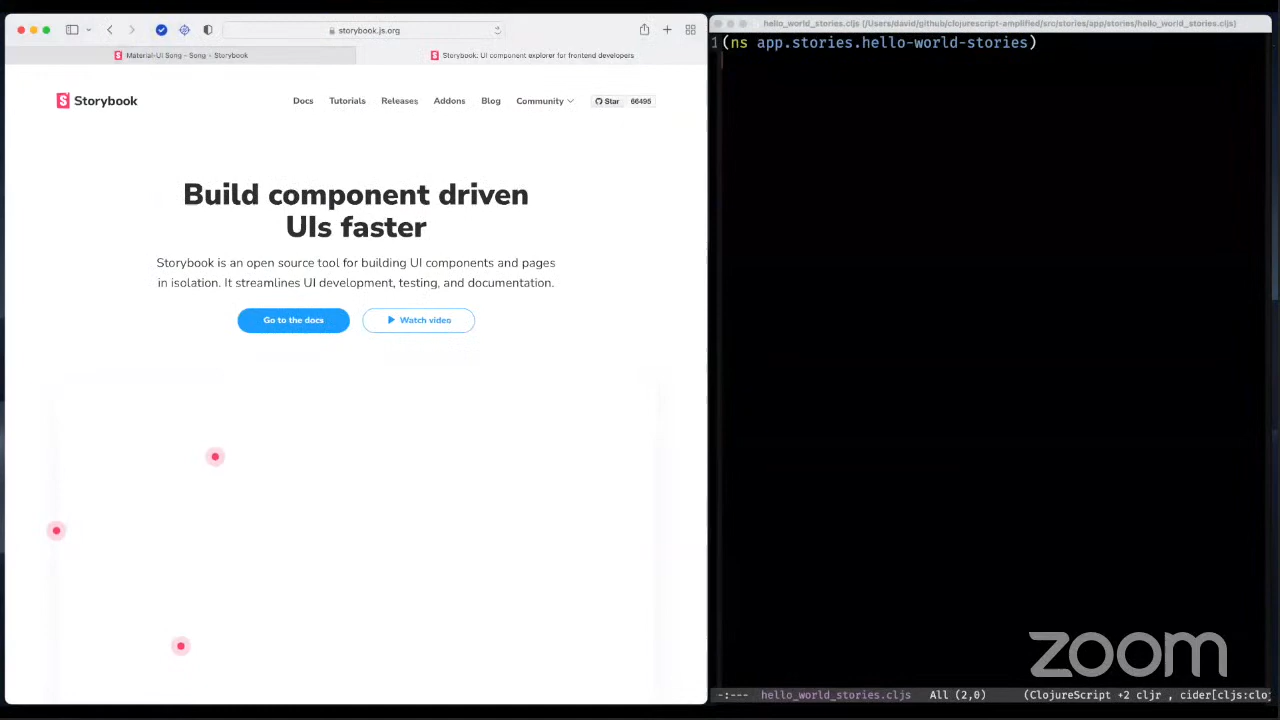 storybook.js.org
Material-UI Song - Song - Storybook
Storybook: UI component explorer for frontend developers
Storybook
Docs Tutorials Releases Addons Blog Community Star 66495
Build component driven
UIs faster
Storybook is an open source tool for building UI components and pages
in isolation. It streamlines UI development, testing, and documentation.
Go to the docs Watch video
hello_world_stories.cljs (/Users/david/github/clojurescript-amplified/src/stories/app/stories/hello_world_stories.cljs)
1 (ns app.stories.hello-world-stories)
zoom
-:--- hello_world_stories.cljs All (2,0) (ClojureScript +2 cljr , cider[cljs:clo